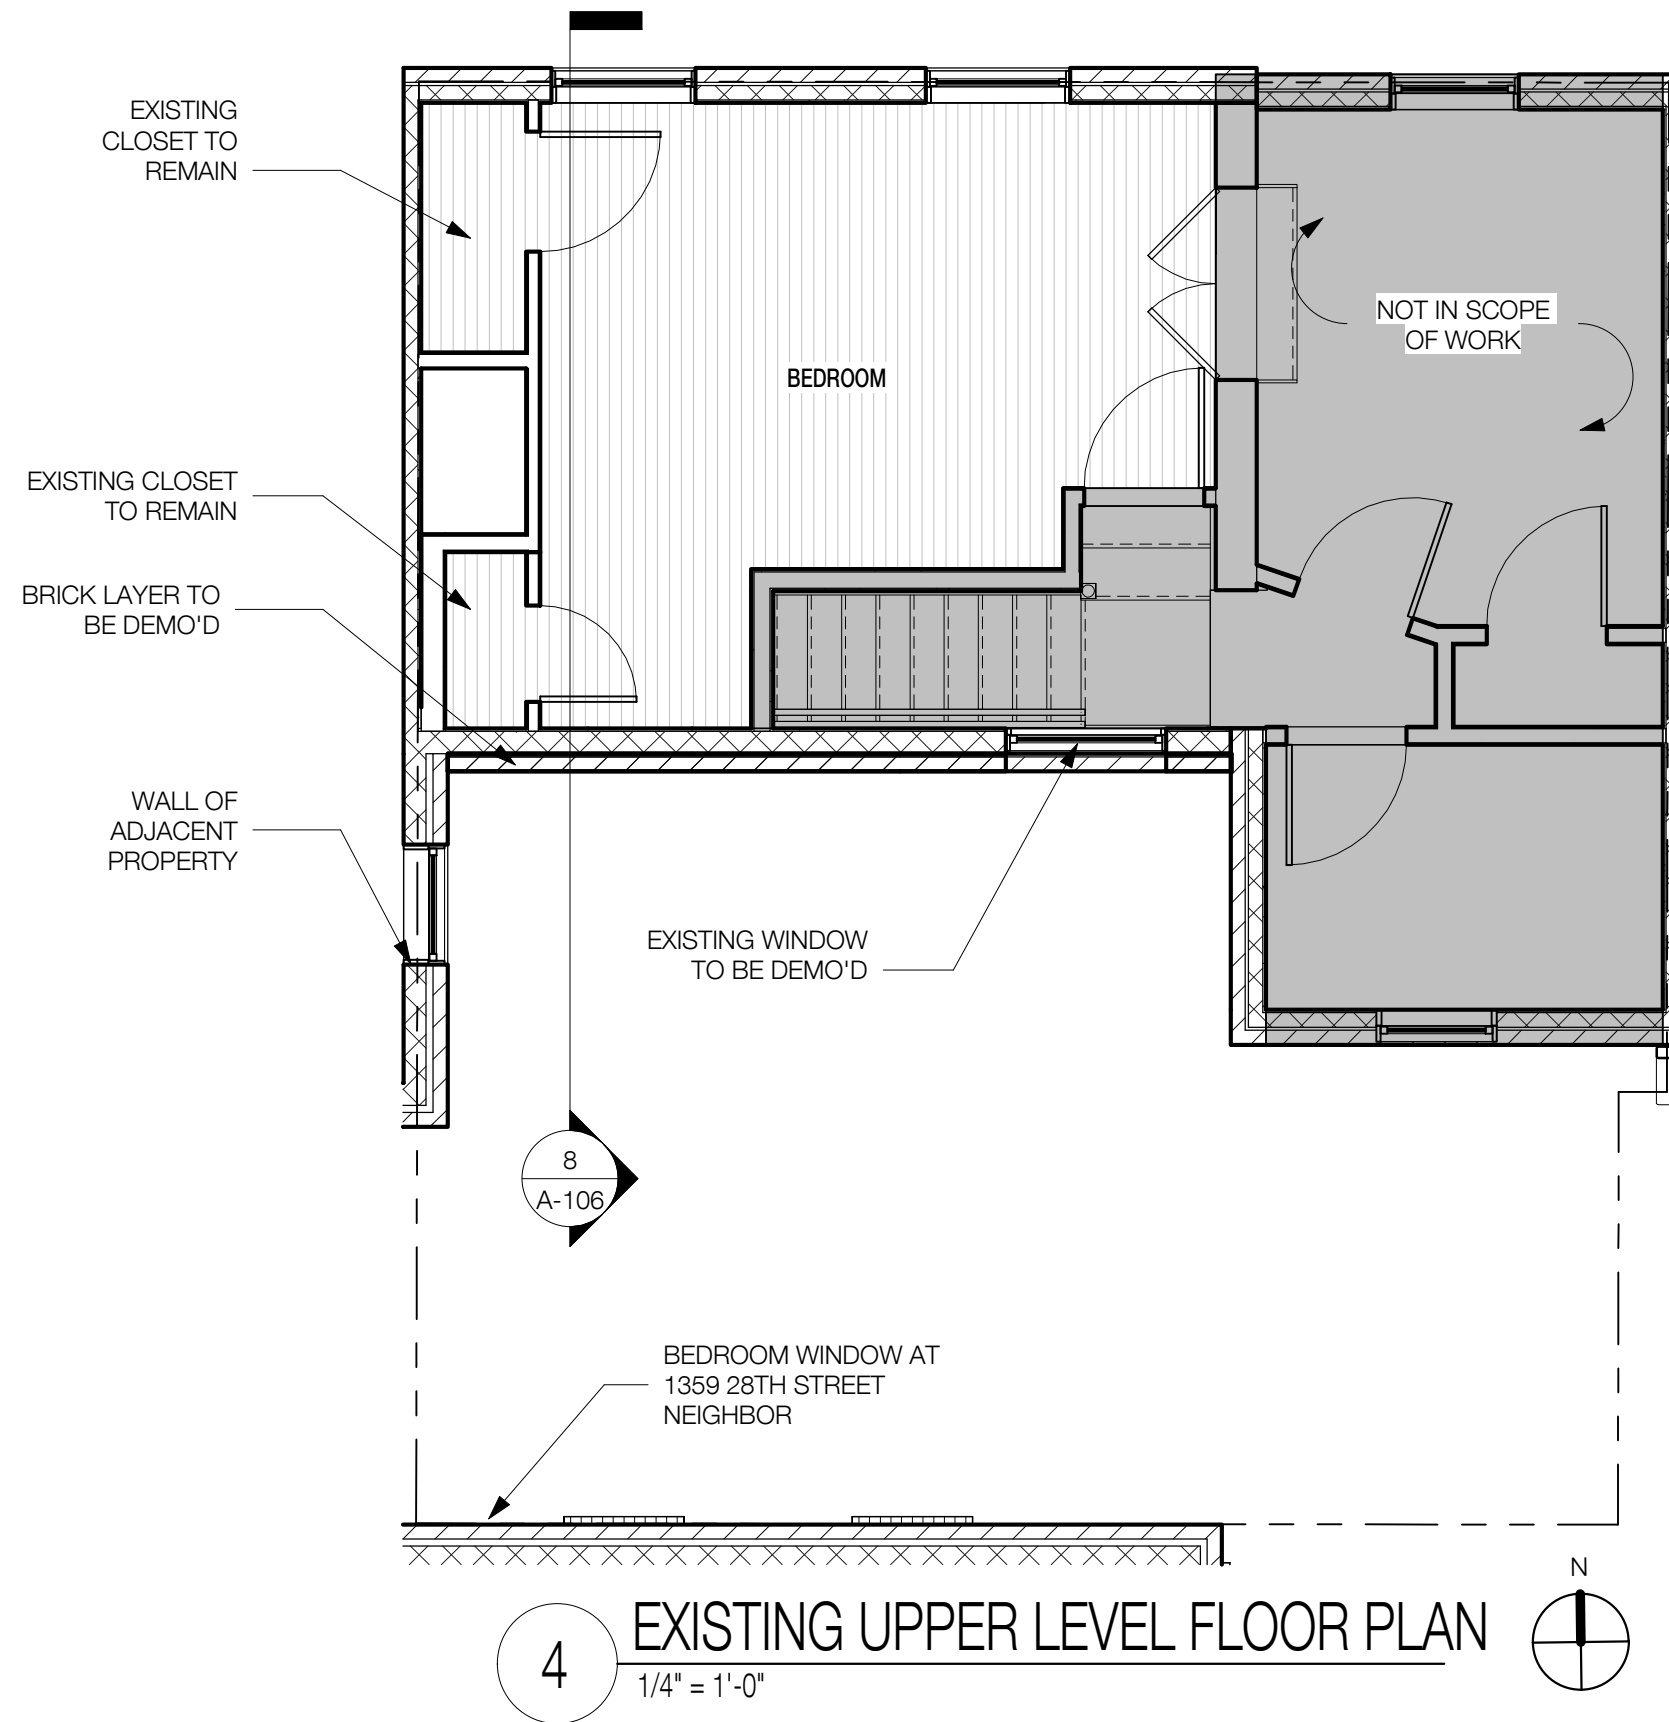 EXISTING
CLOSET TO
REMAIN
NOT IN SCOPE
OF WORK
BEDROOM
EXISTING CLOSET
TO REMAIN
BRICK LAYER TO
BE DEMO'D
WALL OF
ADJACENT
PROPERTY
EXISTING WINDOW
TO BE DEMO'D
8
A-106
BEDROOM WINDOW AT
1359 28TH STREET
NEIGHBOR
N
4
EXISTING UPPER LEVEL FLOOR PLAN
1/4" = 1'-0"